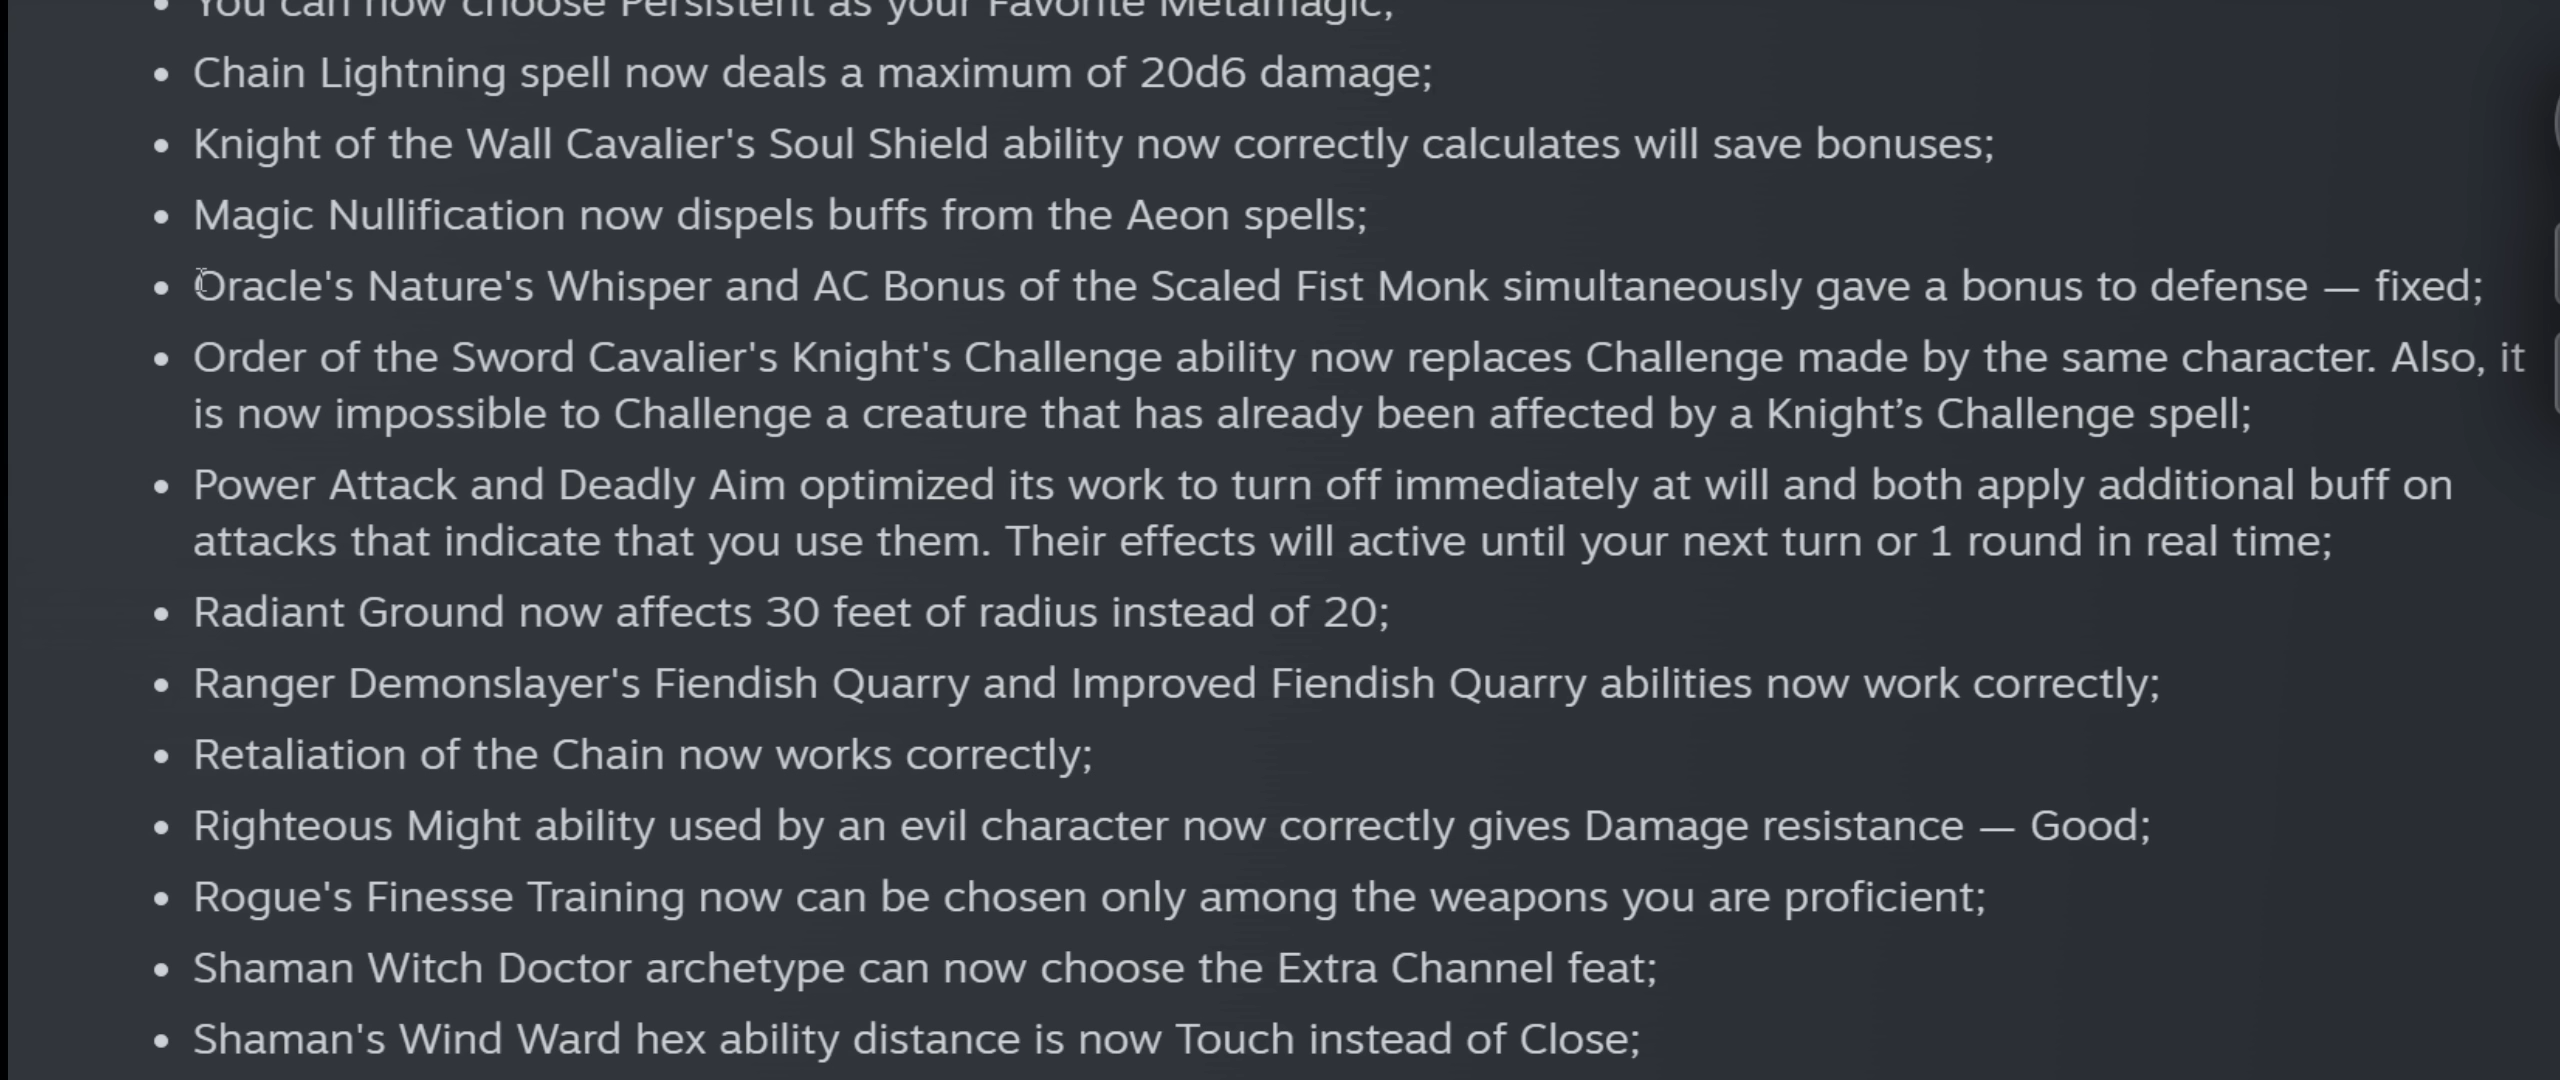 • You can now choose Persistent as your Favorite Metamagic;
• Chain Lightning spell now deals a maximum of 20d6 damage;
• Knight of the Wall Cavalier's Soul Shield ability now correctly calculates will save bonuses;
• Magic Nullification now dispels buffs from the Aeon spells;
• Oracle's Nature's Whisper and AC Bonus of the Scaled Fist Monk simultaneously gave a bonus to defense — fixed;
• Order of the Sword Cavalier's Knight's Challenge ability now replaces Challenge made by the same character. Also, it
is now impossible to Challenge a creature that has already been affected by a Knight’s Challenge spell;
• Power Attack and Deadly Aim optimized its work to turn off immediately at will and both apply additional buff on
attacks that indicate that you use them. Their effects will active until your next turn or 1 round in real time;
• Radiant Ground now affects 30 feet of radius instead of 20;
• Ranger Demonslayer's Fiendish Quarry and Improved Fiendish Quarry abilities now work correctly;
• Retaliation of the Chain now works correctly;
• Righteous Might ability used by an evil character now correctly gives Damage resistance — Good;
• Rogue's Finesse Training now can be chosen only among the weapons you are proficient;
• Shaman Witch Doctor archetype can now choose the Extra Channel feat;
• Shaman's Wind Ward hex ability distance is now Touch instead of Close;